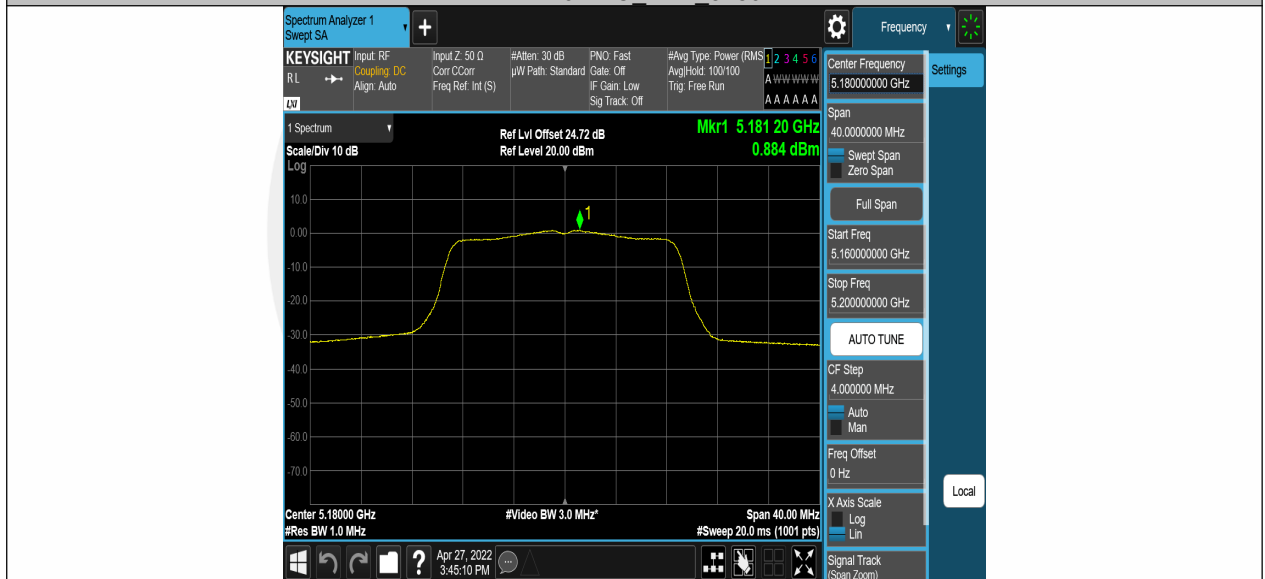 Spectrum Analyzer 1
Swept SA
+
Frequency
KEYSIGHT
RL
LXI
Input: RF
Coupling: DC
Align: Auto
Input Z: 50 Ω
Corr CCorr
Freq Ref: Int (S)
#Atten: 30 dB
µW Path: Standard
PNO: Fast
Gate: Off
IF Gain: Low
Sig Track: Off
#Avg Type: Power (RMS
Avg|Hold: 100/100
Trig: Free Run
1 2 3 4 5 6
A W W W W W
A A A A A A
1 Spectrum
Scale/Div 10 dB
Log
Ref Lvl Offset 24.72 dB
Ref Level 20.00 dBm
Mkr1 5.181 20 GHz
0.884 dBm
1
10.0
0.00
-10.0
-20.0
-30.0
-40.0
-50.0
-60.0
-70.0
Center 5.18000 GHz
#Res BW 1.0 MHz
#Video BW 3.0 MHz*
Span 40.00 MHz
#Sweep 20.0 ms (1001 pts)
?
Apr 27, 2022
3:45:10 PM
Center Frequency
5.180000000 GHz
Span
40.0000000 MHz
Swept Span
Zero Span
Full Span
Start Freq
5.160000000 GHz
Stop Freq
5.200000000 GHz
AUTO TUNE
CF Step
4.000000 MHz
Auto
Man
Freq Offset
0 Hz
X Axis Scale
Log
Lin
Signal Track
(Span Zoom)
Settings
Local